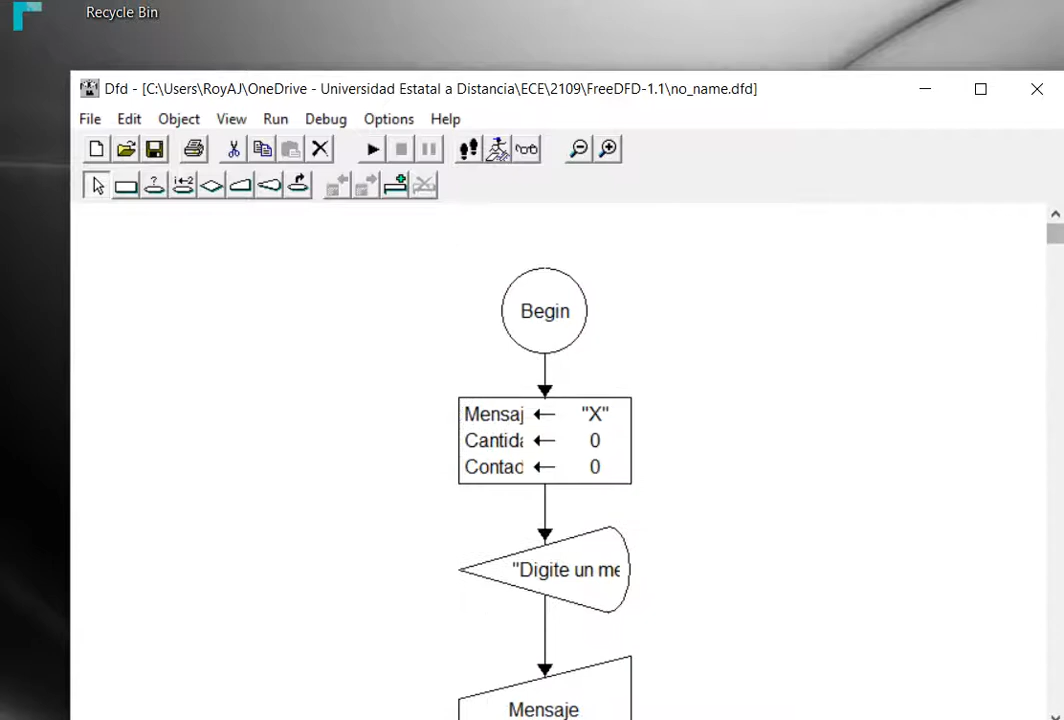 Recycle Bin
Dfd - [C:\Users\RoyAJ\OneDrive - Universidad Estatal a Distancia\ECE\2109\FreeDFD-1.1\no_name.dfd]
File Edit Object View Run Debug Options Help
Begin
Mensaj ← "X"
Cantida ← 0
Contad ← 0
"Digite un me
Mensaje